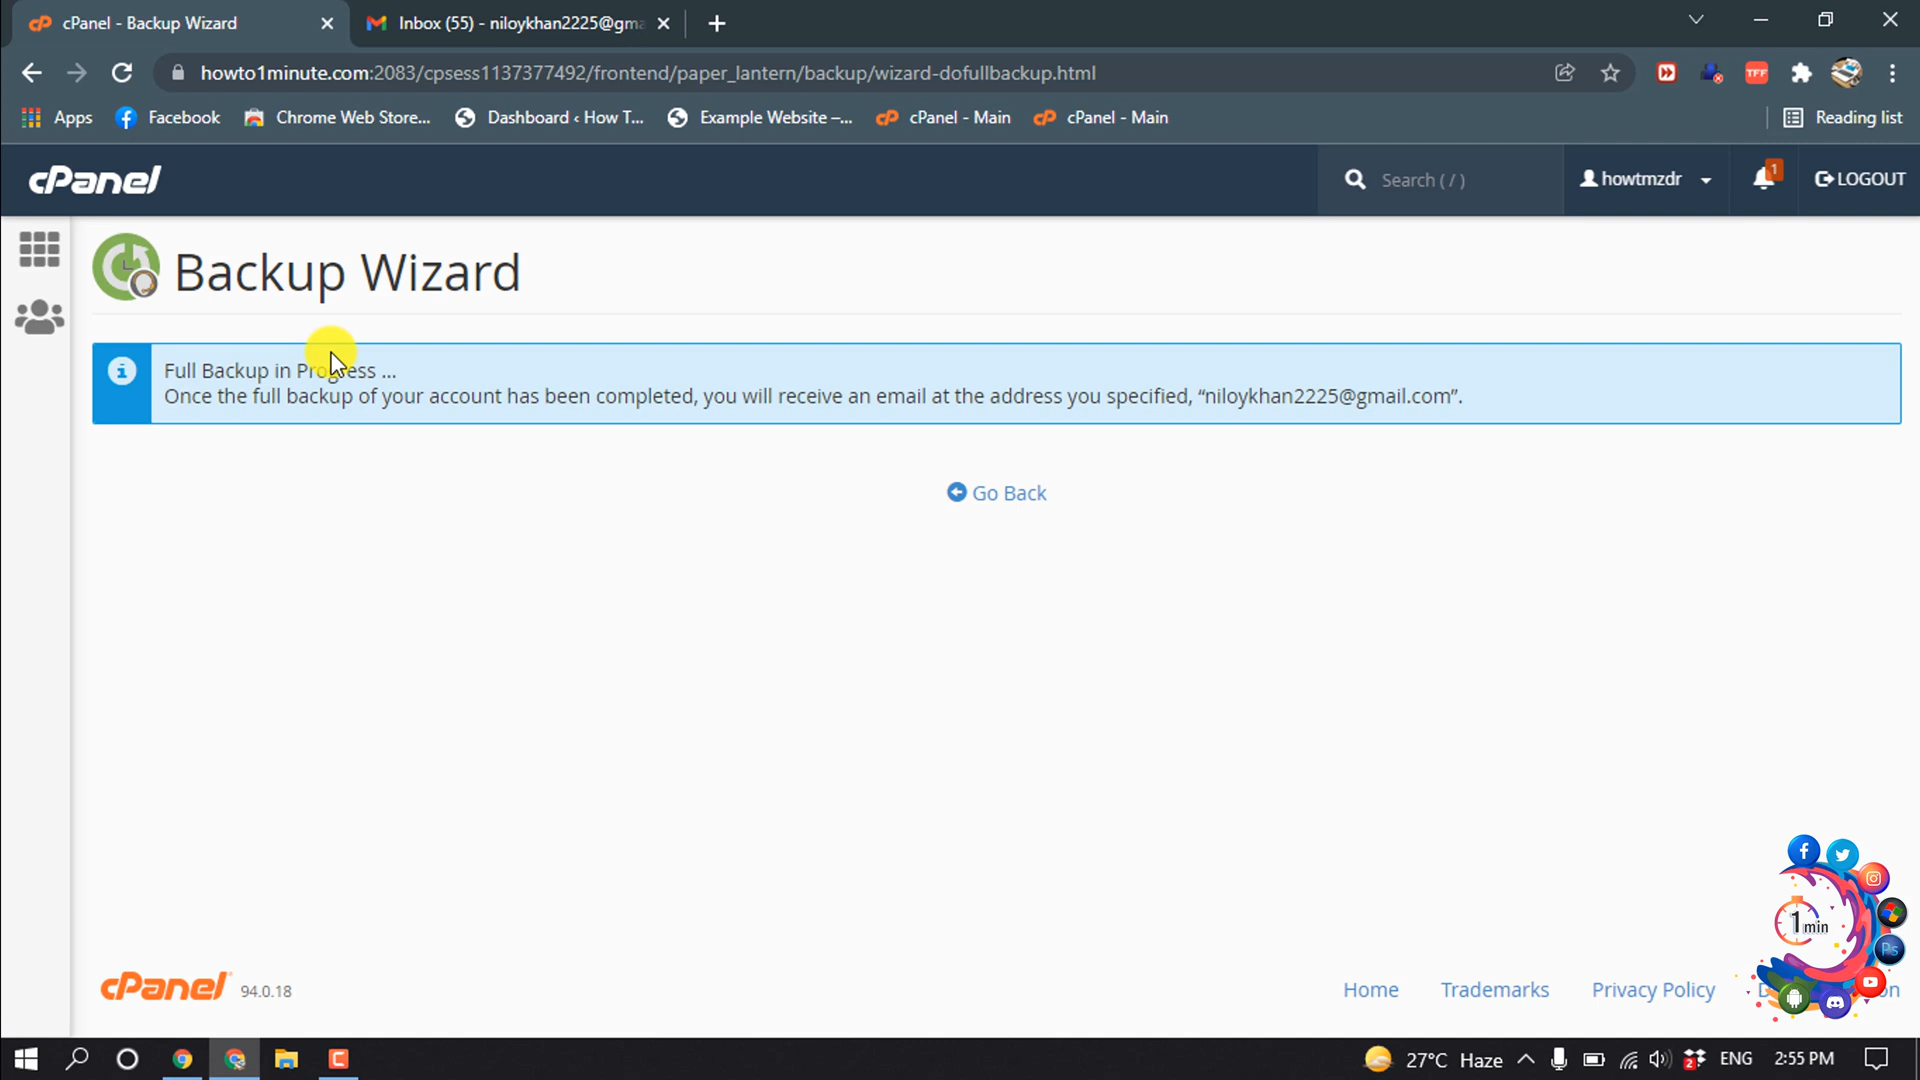 cPanel - Backup Wizard
Inbox (55) - niloykhan2225@gm
howto1minute.com:2083/cpsess1137377492/frontend/paper_lantern/backup/wizard-dofullbackup.html
TFF
Apps
Facebook
Chrome Web Store...
Dashboard ‹ How T...
Example Website –...
cPanel - Main
cPanel - Main
Reading list
cPanel
Search ( / )
howtmzdr
1
LOGOUT
Backup Wizard
Full Backup in Progress ...
Once the full backup of your account has been completed, you will receive an email at the address you specified, “niloykhan2225@gmail.com”.
Go Back
1 min
Ps
cPanel 94.0.18
Home
Trademarks
Privacy Policy
27°C Haze
2
ENG
2:55 PM